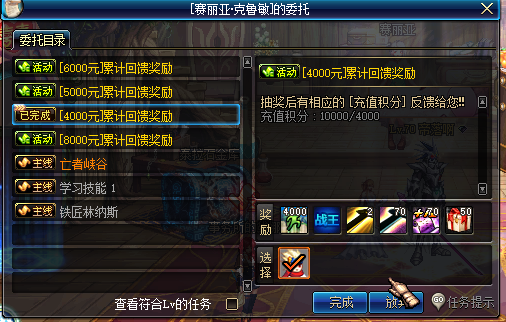 [赛丽亚·克鲁敏]的委托
委托目录
活动 [6000元]累计回馈奖励
活动 [5000元]累计回馈奖励
已完成 [4000元]累计回馈奖励
活动 [8000元]累计回馈奖励
主线 亡者峡谷
主线 学习技能 1
主线 铁匠林纳斯
查看符合Lv的任务
活动 [4000元]累计回馈奖励
抽奖后有相应的 [充值积分] 反馈给您!!
充值积分 : 10000/4000
奖励
4000 战王 2 70 70 50
选择
完成 放弃 GO 任务提示